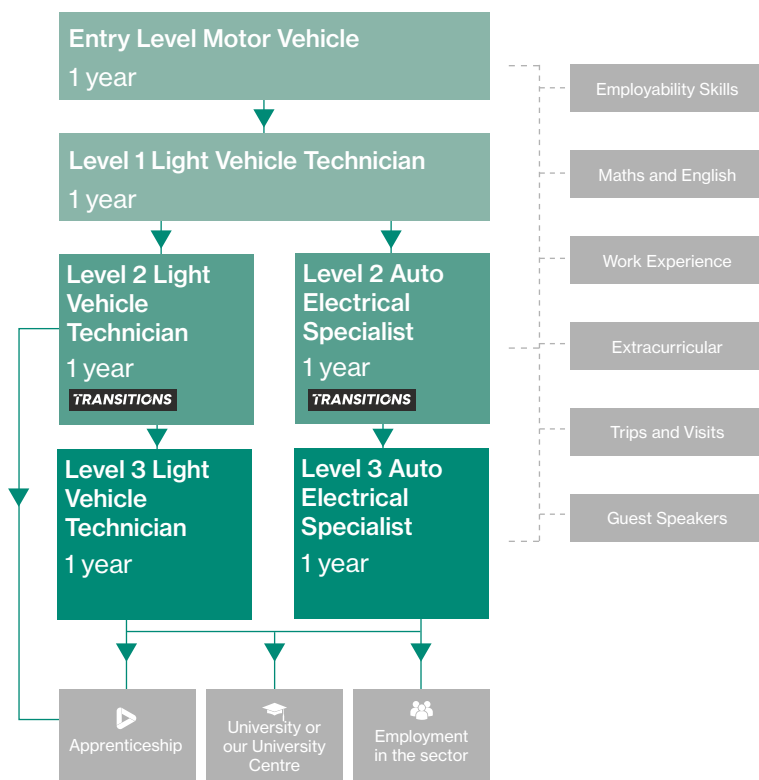 Entry Level Motor Vehicle
1 year
Level 1 Light Vehicle Technician
1 year
Level 2 Light
Vehicle
Technician
1 year
TRANSITIONS
Level 2 Auto
Electrical
Specialist
1 year
TRANSITIONS
Level 3 Light
Vehicle
Technician
1 year
Level 3 Auto
Electrical
Specialist
1 year
Apprenticeship
University or
our University
Centre
Employment
in the sector
Employability Skills
Maths and English
Work Experience
Extracurricular
Trips and Visits
Guest Speakers